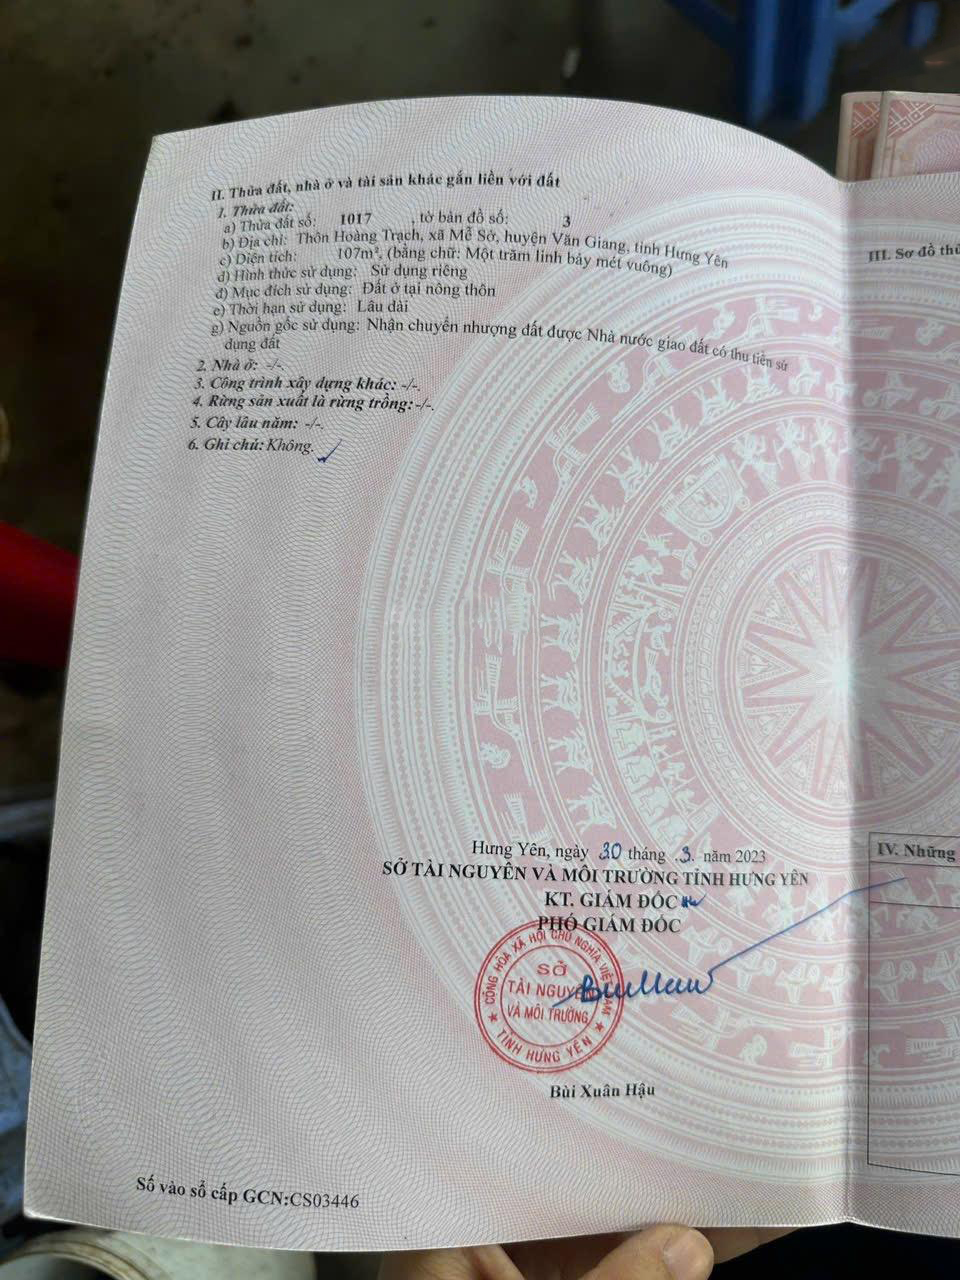 II. Thửa đất, nhà ở và tài sản khác gắn liền với đất
1. Thửa đất:
a) Thửa đất số: 1017 , tờ bản đồ số: 3
b) Địa chỉ: Thôn Hoàng Trạch, xã Mễ Sở, huyện Văn Giang, tỉnh Hưng Yên
c) Diện tích: 107m², (bằng chữ: Một trăm linh bảy mét vuông)
d) Hình thức sử dụng: Sử dụng riêng
đ) Mục đích sử dụng: Đất ở tại nông thôn
e) Thời hạn sử dụng: Lâu dài
g) Nguồn gốc sử dụng: Nhận chuyển nhượng đất được Nhà nước giao đất có thu tiền sử
dụng đất
2. Nhà ở: -/-.
3. Công trình xây dựng khác: -/-.
4. Rừng sản xuất là rừng trồng: -/-.
5. Cây lâu năm: -/-.
6. Ghi chú: Không.
Hưng Yên, ngày 30 tháng .3. năm 2023
SỞ TÀI NGUYÊN VÀ MÔI TRƯỜNG TỈNH HƯNG YÊN
KT. GIÁM ĐỐC
PHÓ GIÁM ĐỐC
CỘNG HÒA XÃ HỘI CHỦ NGHĨA VIỆT NAM
SỞ
TÀI NGUYÊN
VÀ MÔI TRƯỜNG
TỈNH HƯNG YÊN
Bùi Xuân Hậu
Số vào sổ cấp GCN:CS03446
III. Sơ đồ
IV. Những